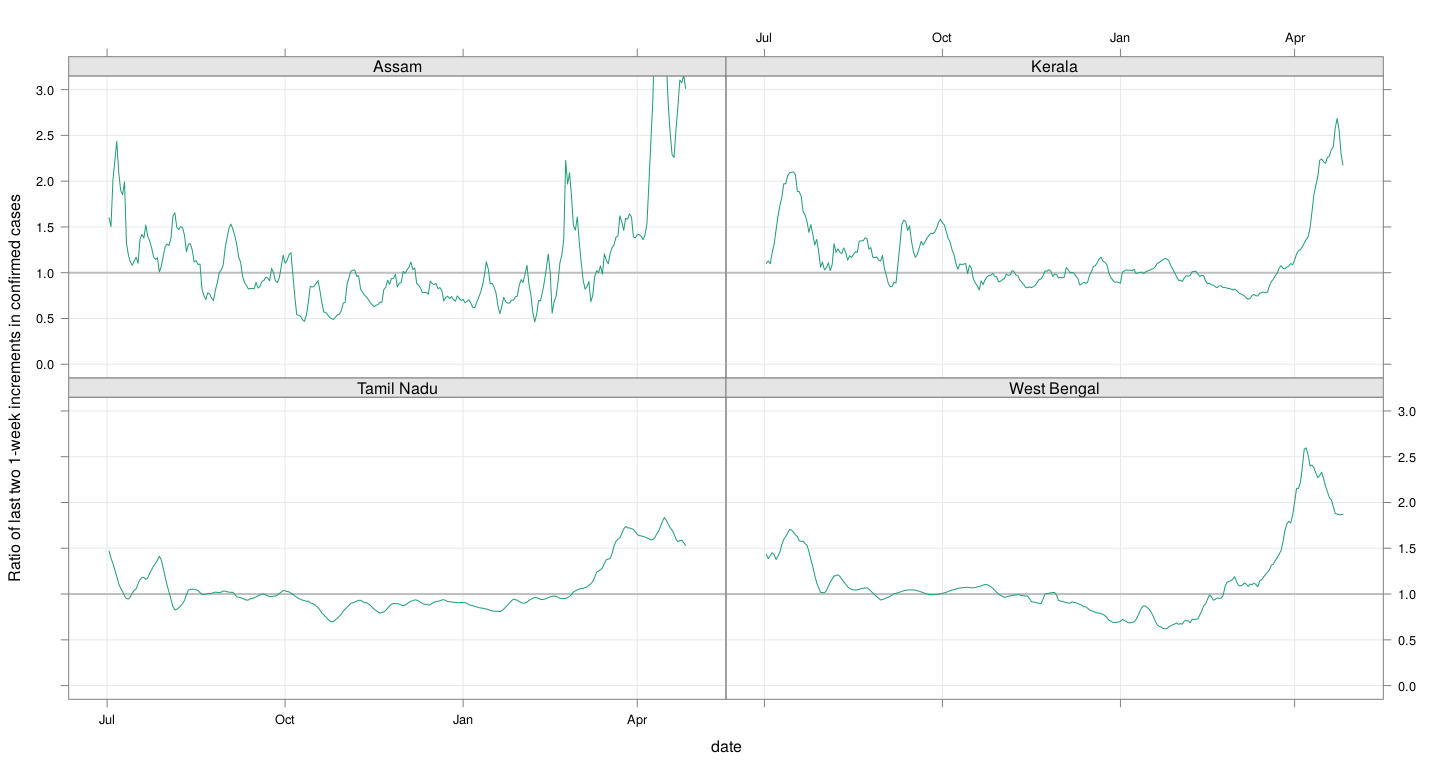 Jul Oct Jan Apr
Assam Kerala
3.0
2.5
2.0
1.5
1.0
0.5
0.0
Ratio of last two 1-week increments in confirmed cases
Tamil Nadu West Bengal
3.0
2.5
2.0
1.5
1.0
0.5
0.0
Jul Oct Jan Apr
date